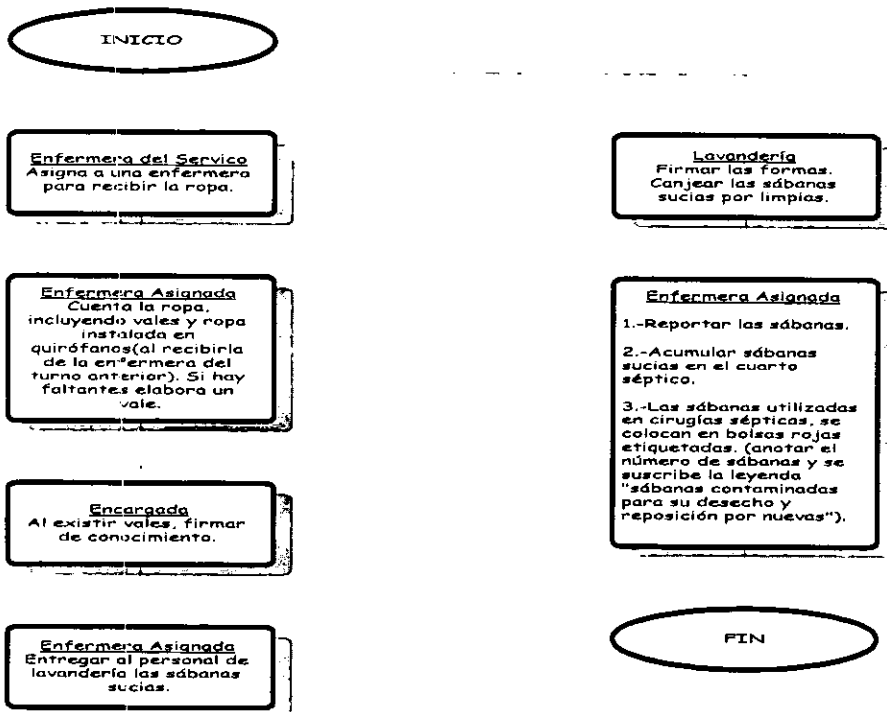 INICIO
Enfermera del Servico
Asigna a una enfermera
para recibir la ropa.
Enfermera Asignada
Cuenta la ropa,
incluyendo vales y ropa
instalada en
quirófanos(al recibirla
de la enfermera del
turno anterior). Si hay
faltantes elabora un
vale.
Encargada
Al existir vales, firmar
de conocimiento.
Enfermera Asignada
Entregar al personal de
lavandería las sábanas
sucias.
Lavandería
Firmar las formas.
Canjear las sábanas
sucias por limpias.
Enfermera Asignada
1.-Reportar las sábanas.
2.-Acumular sábanas
sucias en el cuarto
séptico.
3.-Las sábanas utilizadas
en cirugías sépticas, se
colocan en bolsas rojas
etiquetadas. (anotar el
número de sábanas y se
suscribe la leyenda
"sábanas contaminadas
para su desecho y
reposición por nuevas").
FIN